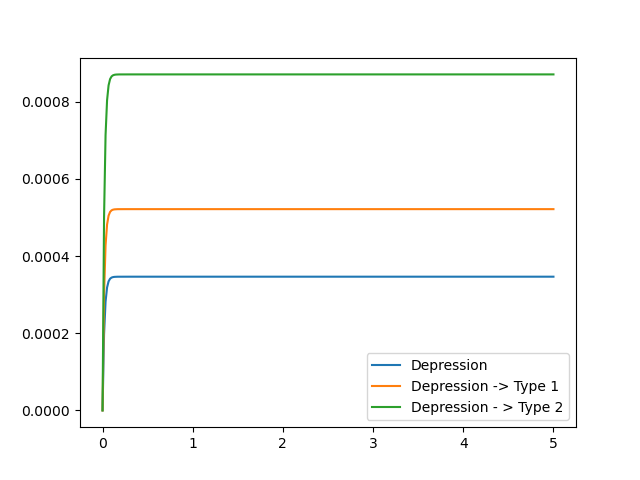 0.0008
0.0006
0.0004
0.0002
0.0000
0 1 2 3 4 5
Depression
Depression -> Type 1
Depression - > Type 2